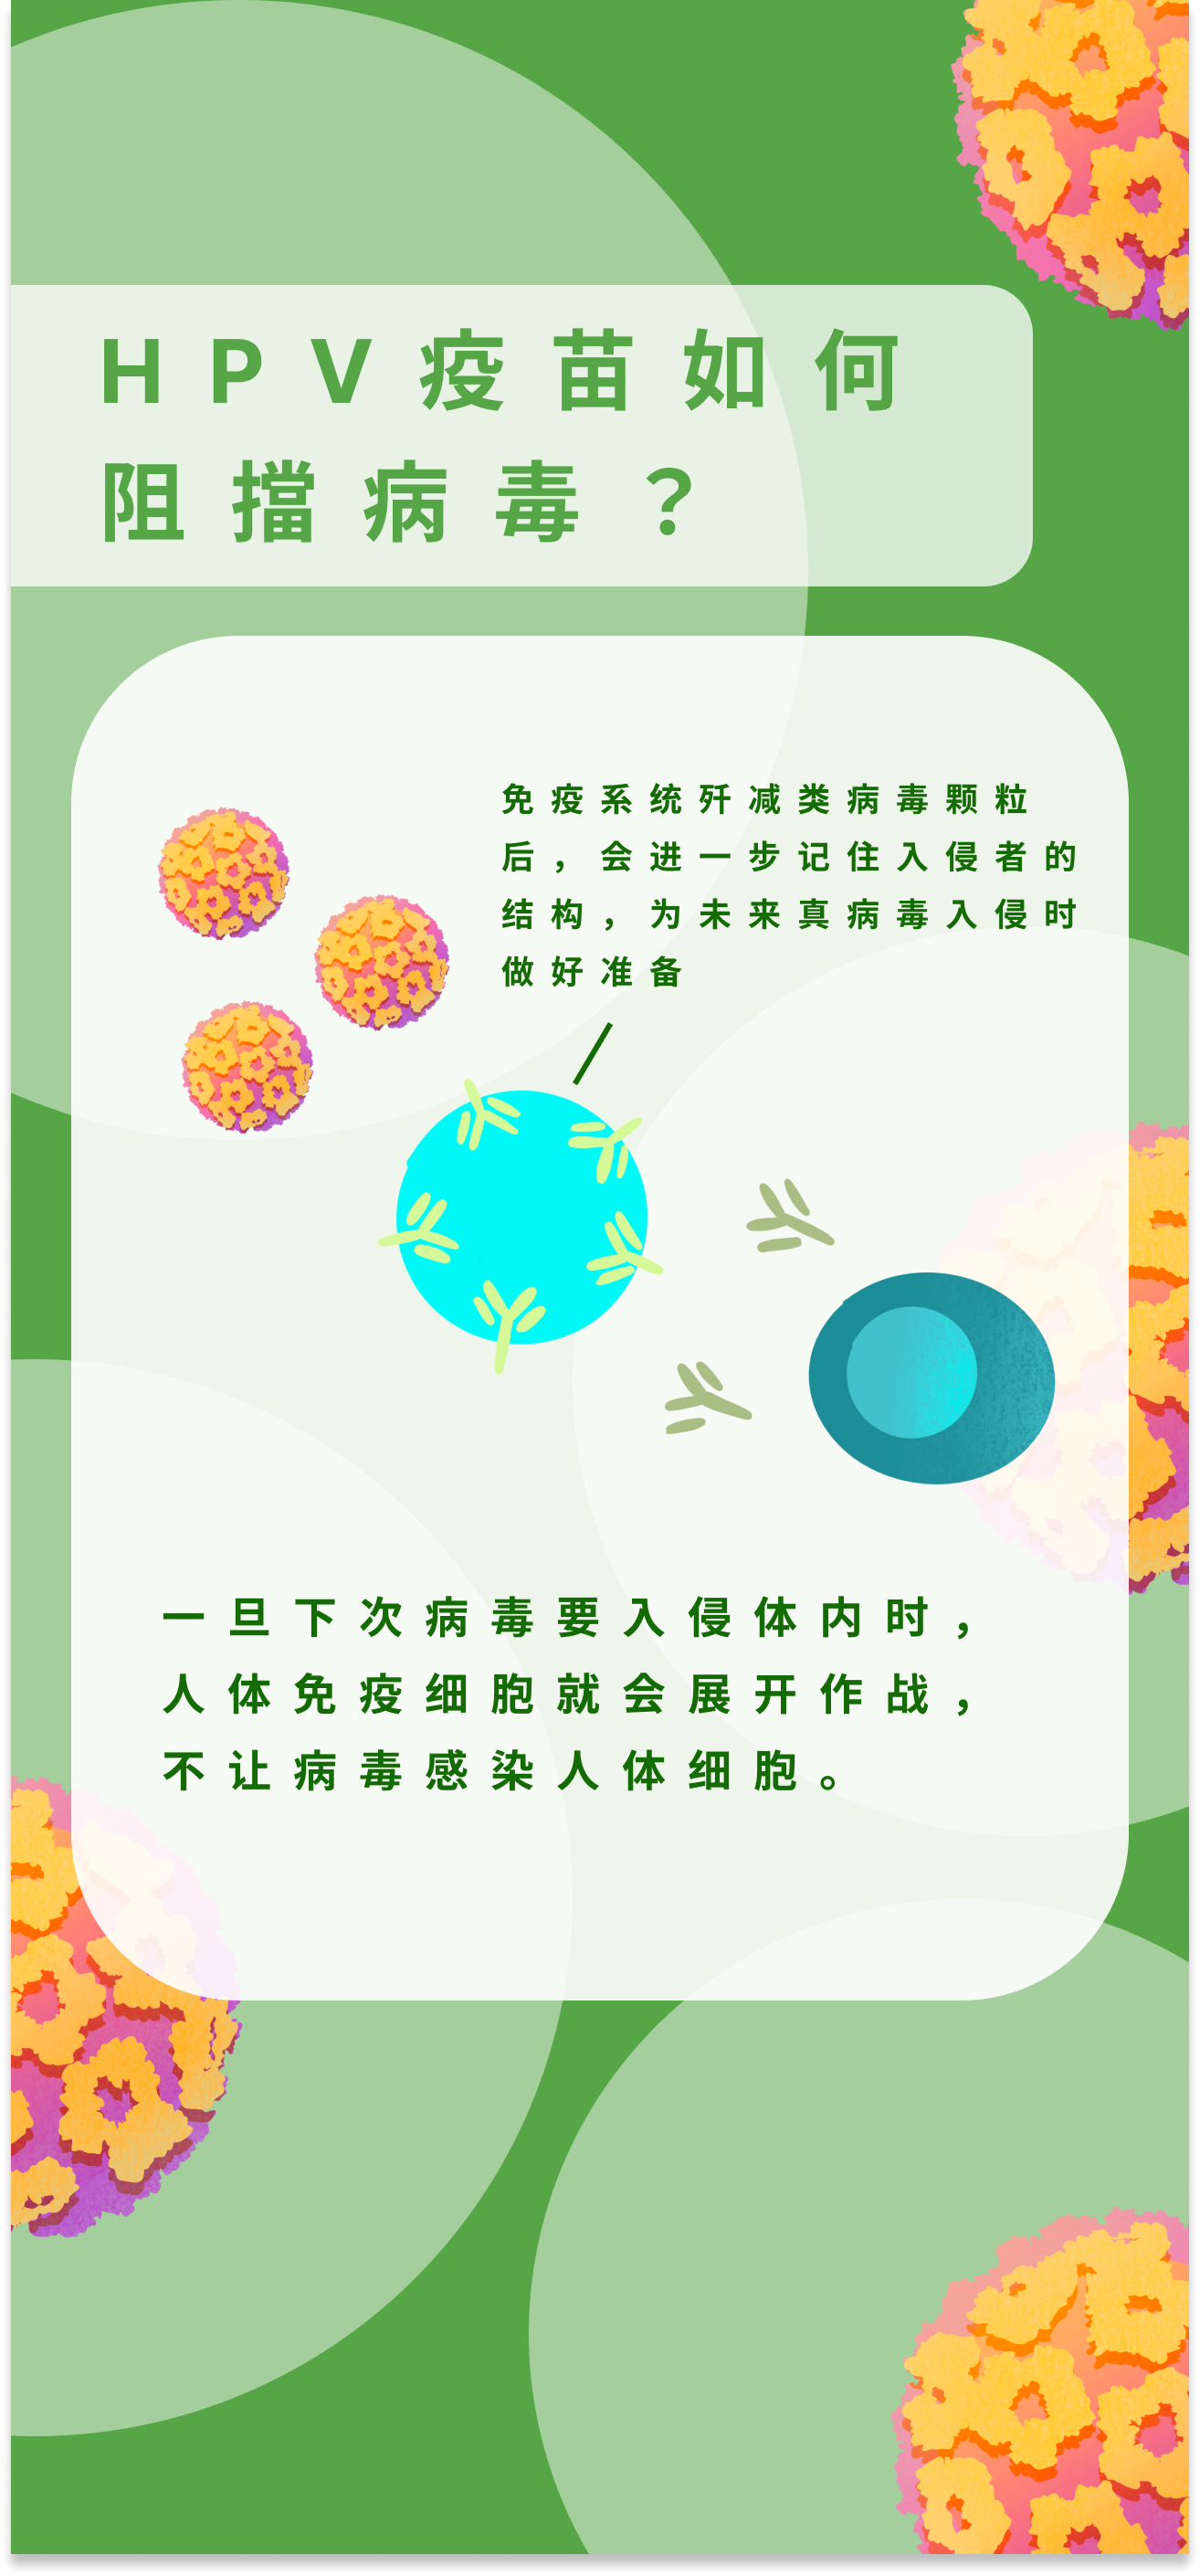 HPV疫苗如何
阻擋病毒？
免疫系统歼减类病毒颗粒
后，会进一步记住入侵者的
结构，为未来真病毒入侵时
做好准备
一旦下次病毒要入侵体内时，
人体免疫细胞就会展开作战，
不让病毒感染人体细胞。